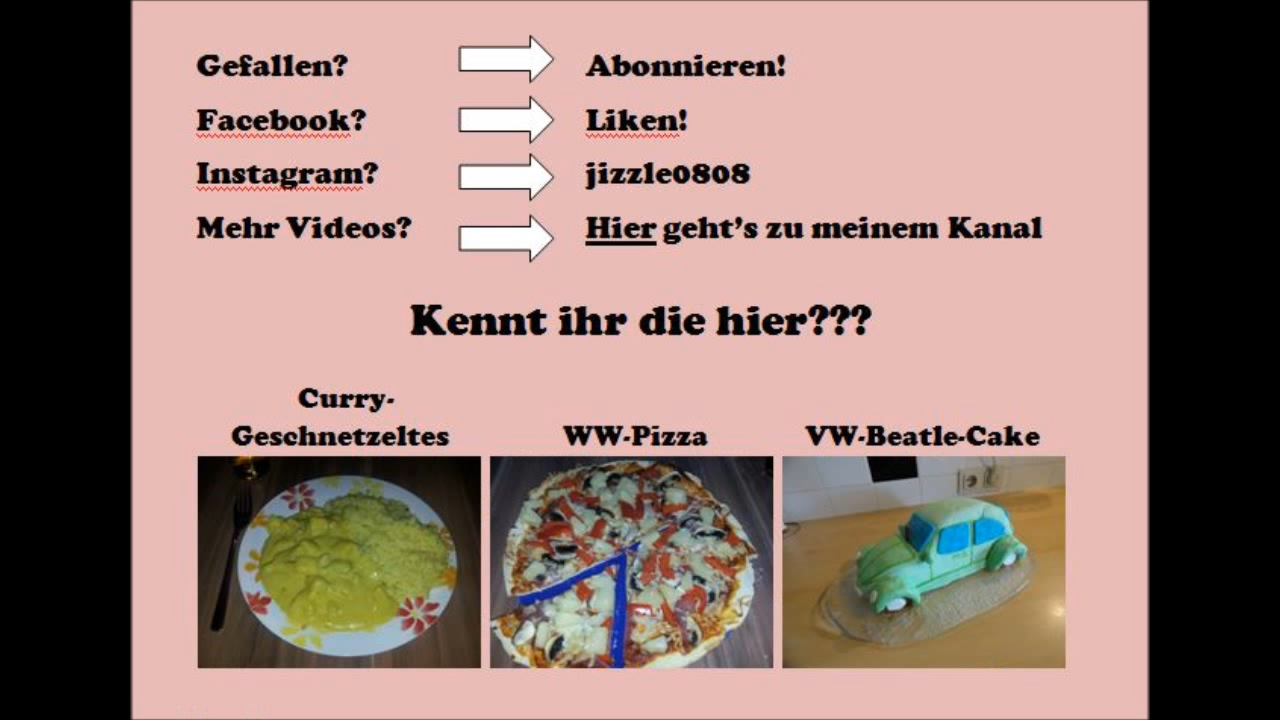 Gefallen? Abonnieren!
Facebook? Liken!
Instagram? jizzle0808
Mehr Videos? Hier geht's zu meinem Kanal
Kennt ihr die hier???
Curry-
Geschnetzeltes
WW-Pizza
VW-Beatle-Cake